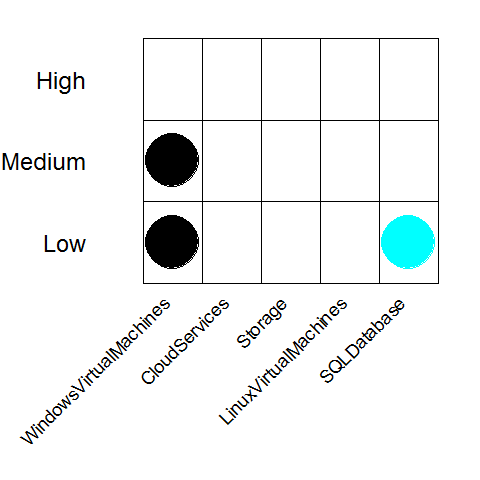 High
Medium
Low
WindowsVirtualMachines
CloudServices
Storage
LinuxVirtualMachines
SQLDatabase